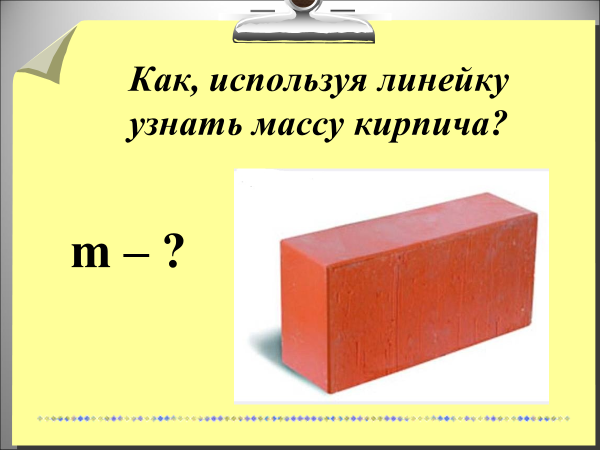 Как, используя линейку
узнать массу кирпича?
m – ?